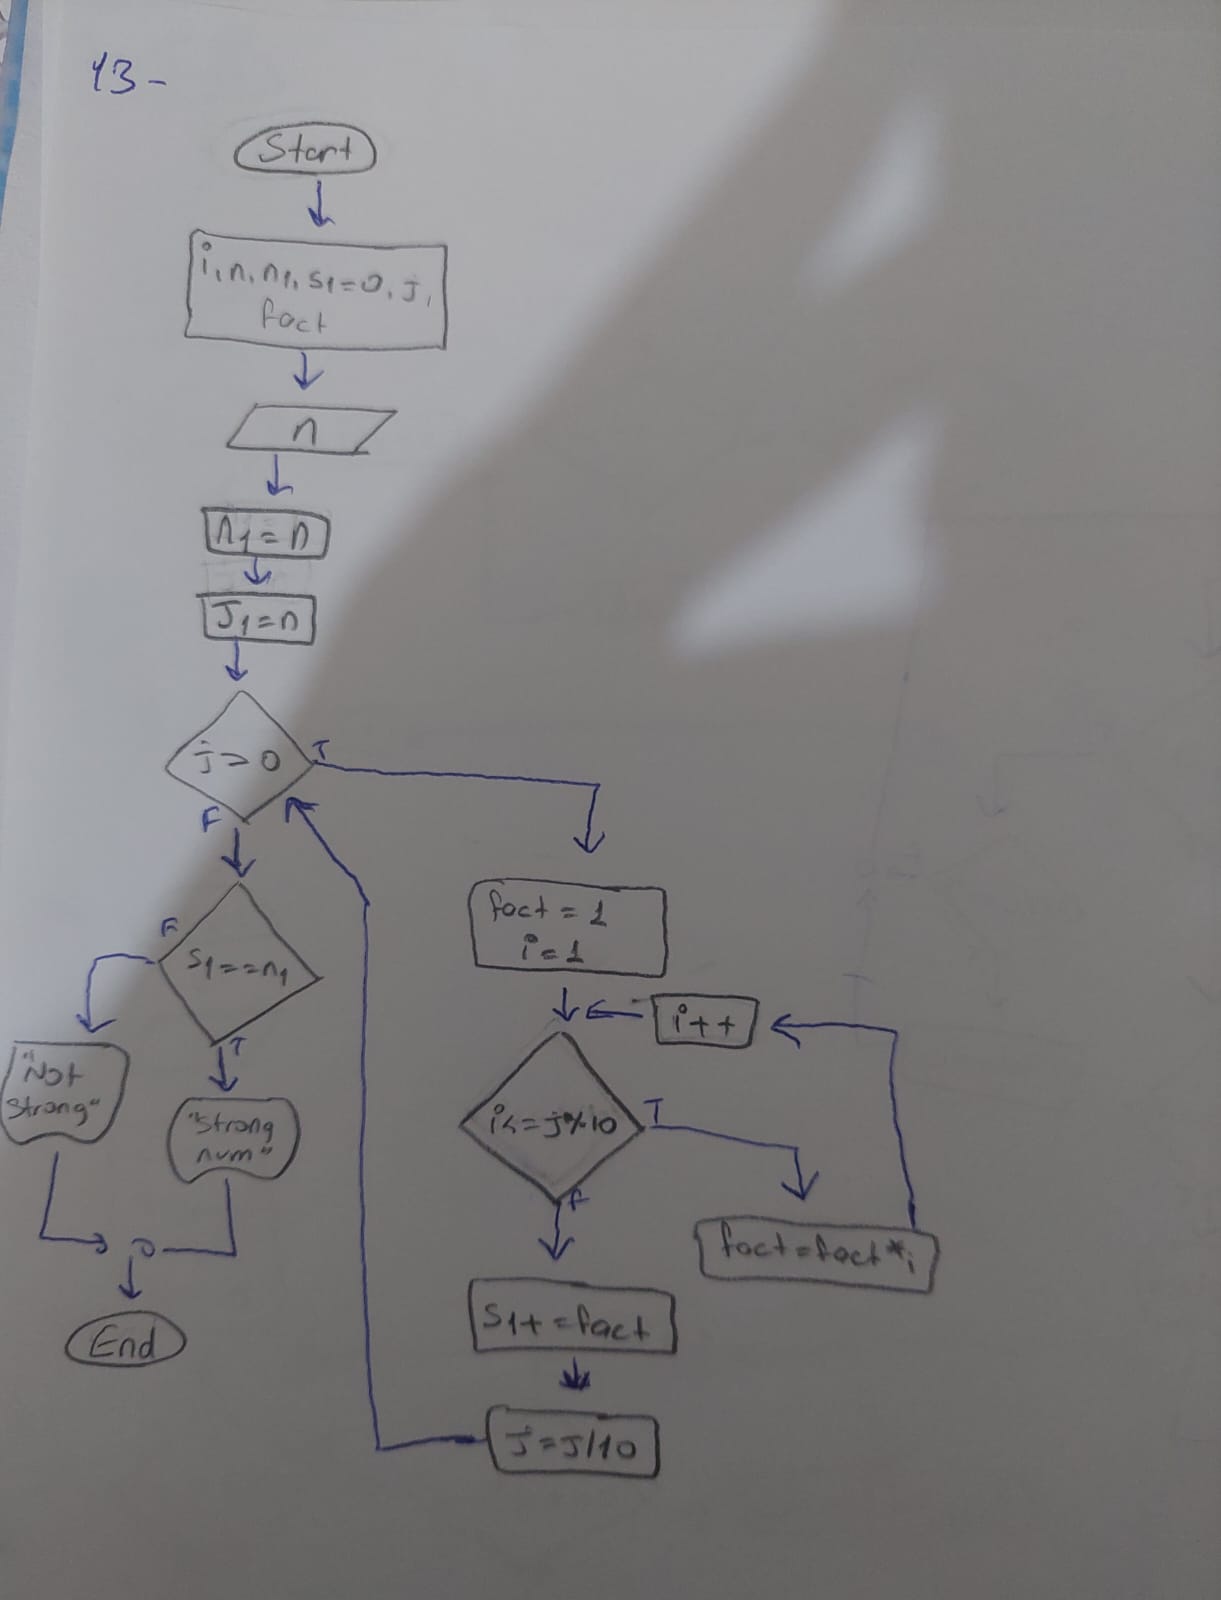 13-
Start
i, n, n1, s1=0, j,
fact
n
n1=n
J1=n
j>0
T
F
fact = 1
i=1
s1==n1
F
T
i++
"Not
Strong"
"Strong
num"
i<=j%10
T
F
fact=fact*i
s1+=fact
End
j=j/10